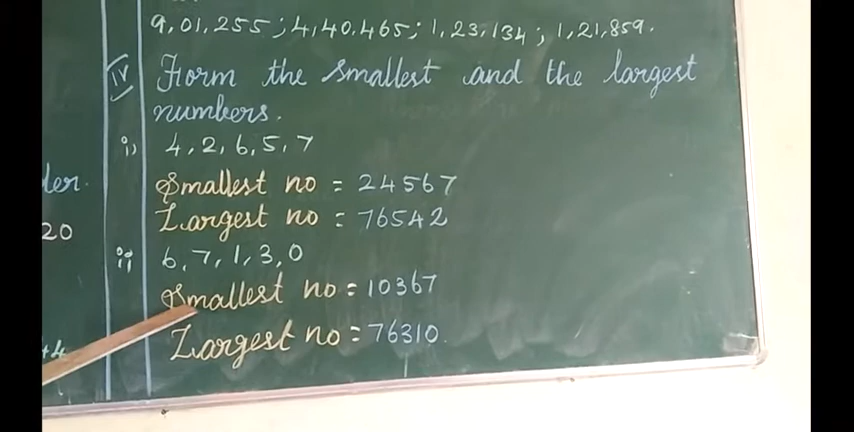 9,01,255; 4,40,465; 1,23,134; 1,21,859.
IV Form the smallest and the largest
numbers.
i) 4, 2, 6, 5, 7
der.
Smallest no = 24567
Largest no = 76542
20
ii 6, 7, 1, 3, 0
Smallest no = 10367
Largest no = 76310.
+4